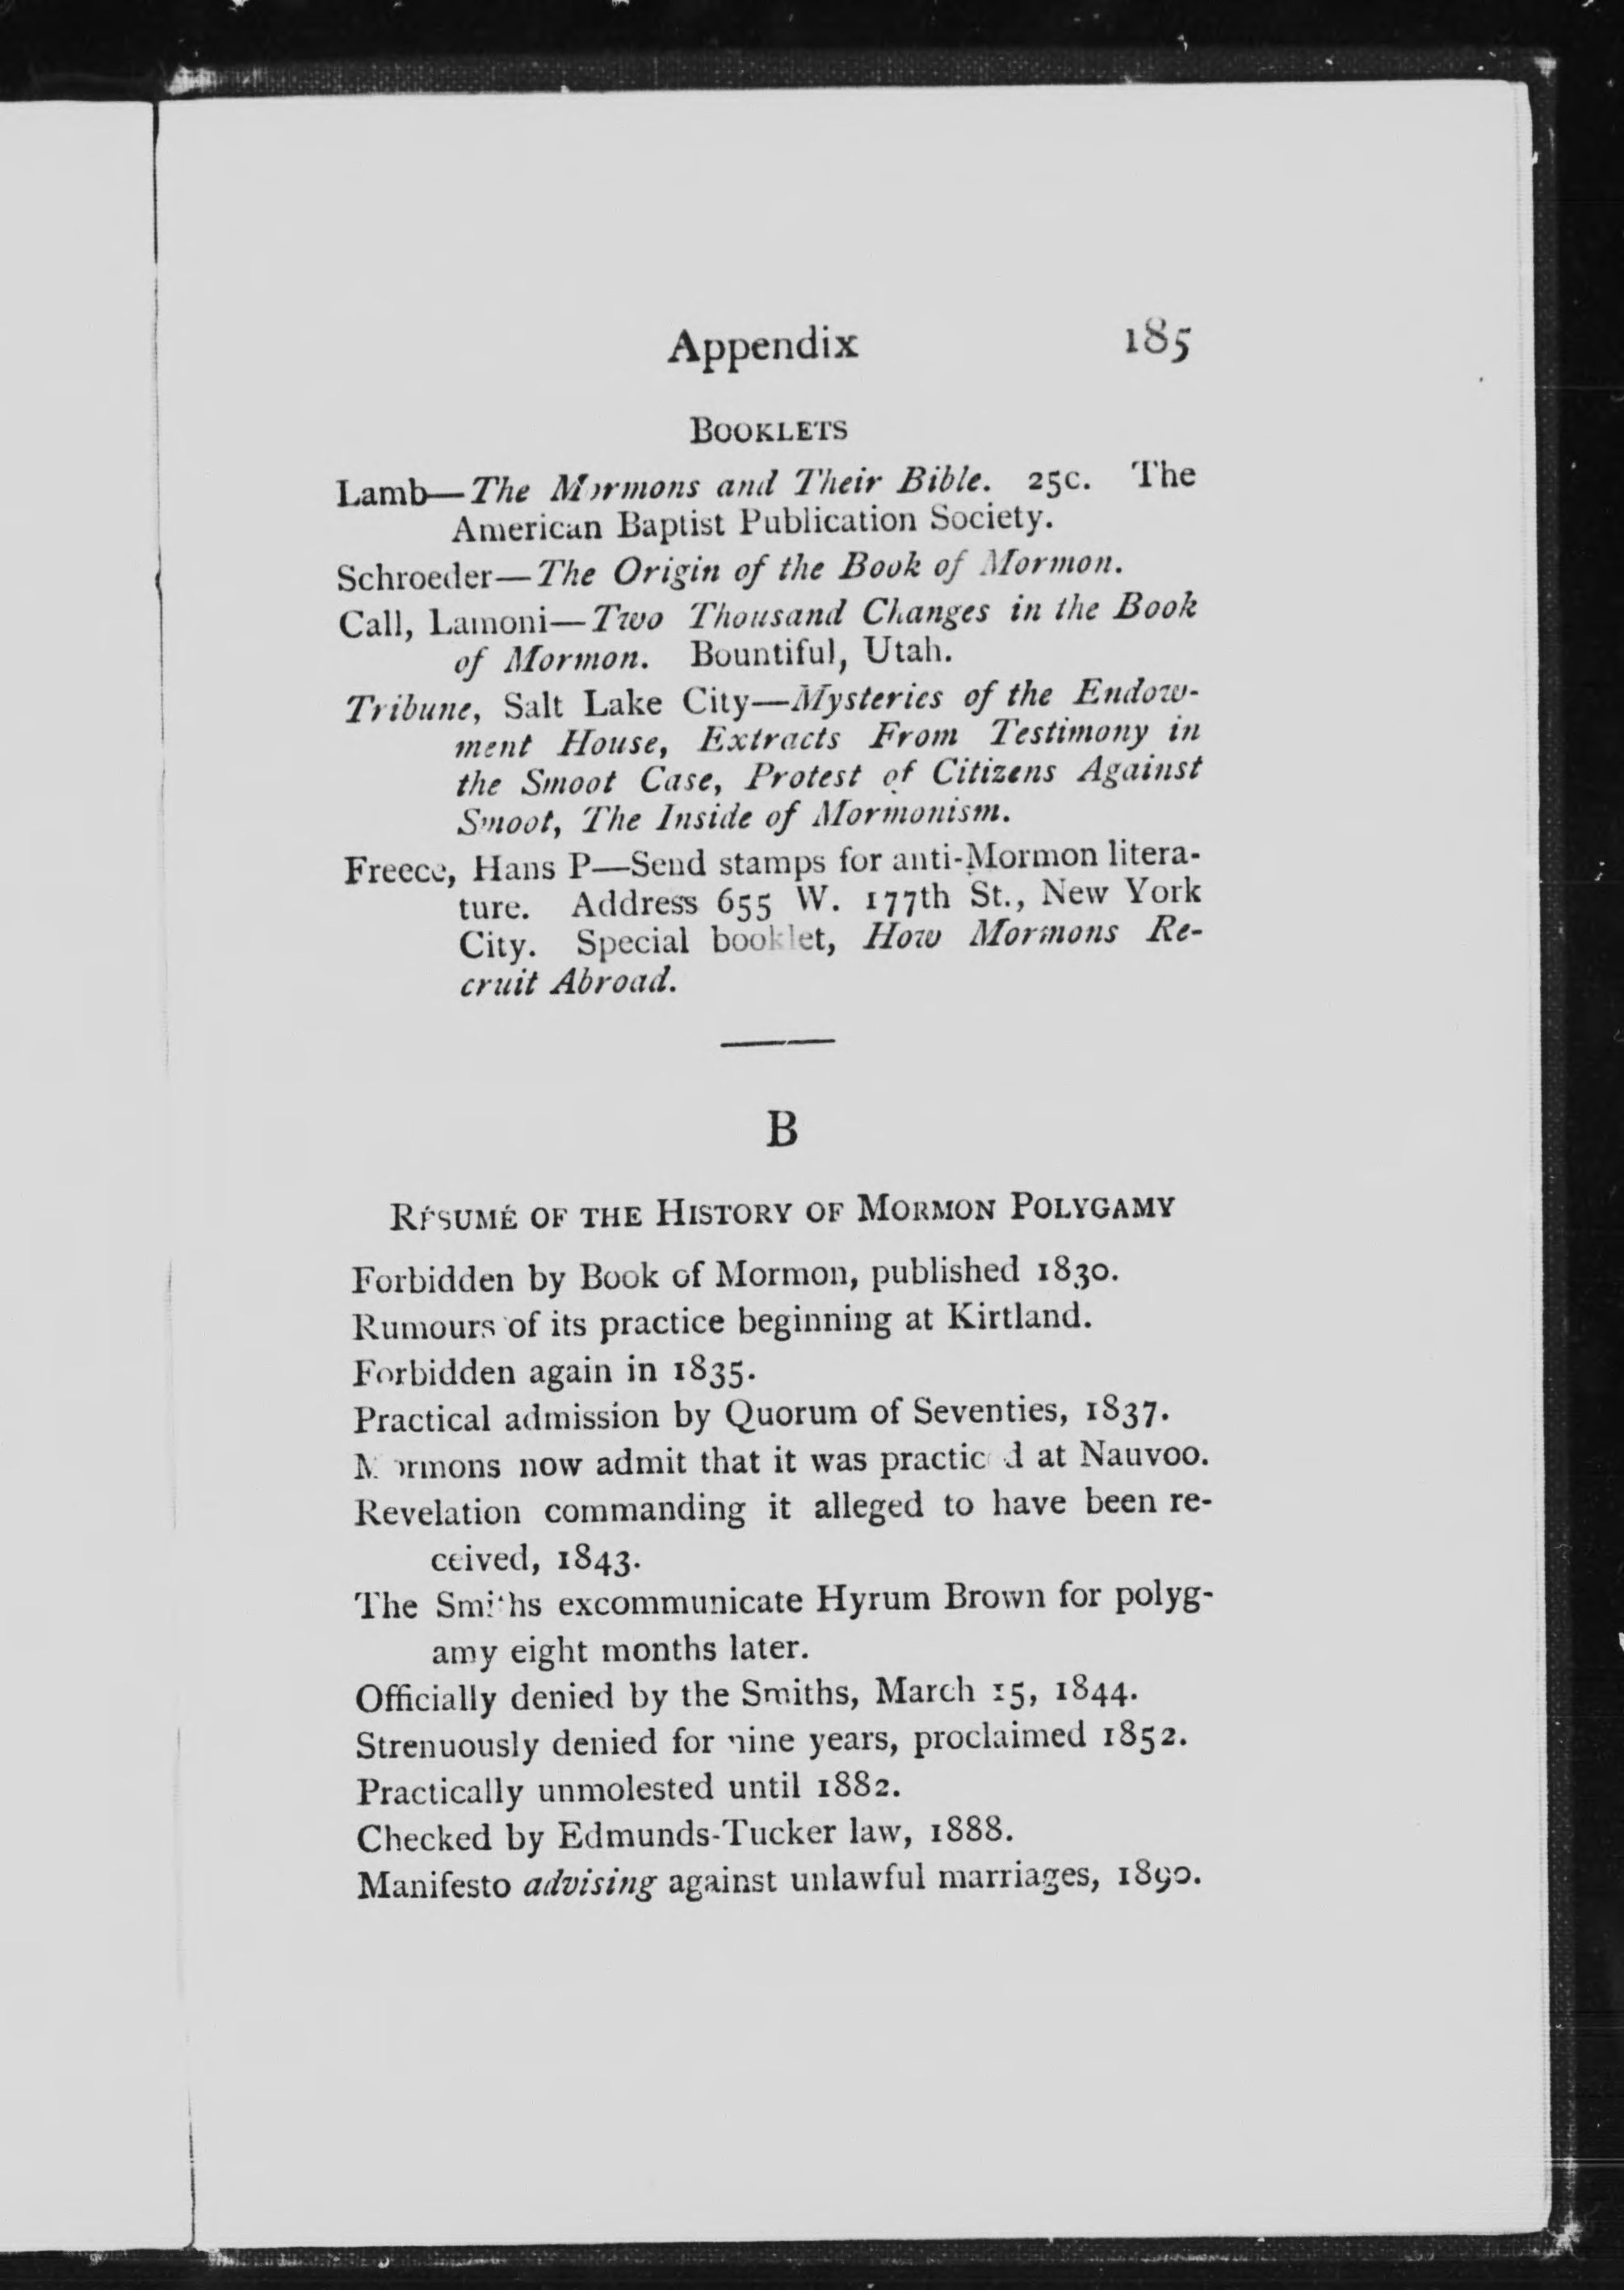 Appendix 185
BOOKLETS
Lamb—The Mormons and Their Bible. 25c. The
American Baptist Publication Society.
Schroeder—The Origin of the Book of Mormon.
Call, Lamoni—Two Thousand Changes in the Book
of Mormon. Bountiful, Utah.
Tribune, Salt Lake City—Mysteries of the Endow-
ment House, Extracts From Testimony in
the Smoot Case, Protest of Citizens Against
Smoot, The Inside of Mormonism.
Freece, Hans P—Send stamps for anti-Mormon litera-
ture. Address 655 W. 177th St., New York
City. Special booklet, How Mormons Re-
cruit Abroad.
B
RÉSUMÉ OF THE HISTORY OF MORMON POLYGAMY
Forbidden by Book of Mormon, published 1830.
Rumours of its practice beginning at Kirtland.
Forbidden again in 1835.
Practical admission by Quorum of Seventies, 1837.
Mormons now admit that it was practiced at Nauvoo.
Revelation commanding it alleged to have been re-
ceived, 1843.
The Smiths excommunicate Hyrum Brown for polyg-
amy eight months later.
Officially denied by the Smiths, March 15, 1844.
Strenuously denied for nine years, proclaimed 1852.
Practically unmolested until 1882.
Checked by Edmunds-Tucker law, 1888.
Manifesto advising against unlawful marriages, 1890.